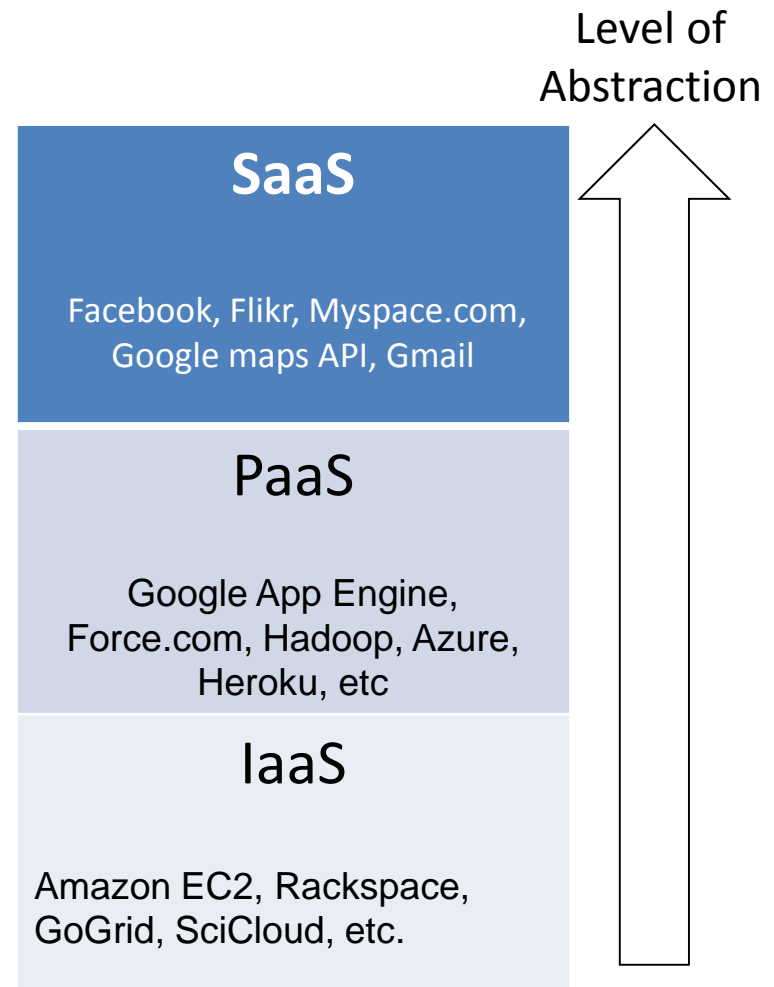 Level of
Abstraction
SaaS
Facebook, Flikr, Myspace.com,
Google maps API, Gmail
PaaS
Google App Engine,
Force.com, Hadoop, Azure,
Heroku, etc
IaaS
Amazon EC2, Rackspace,
GoGrid, SciCloud, etc.